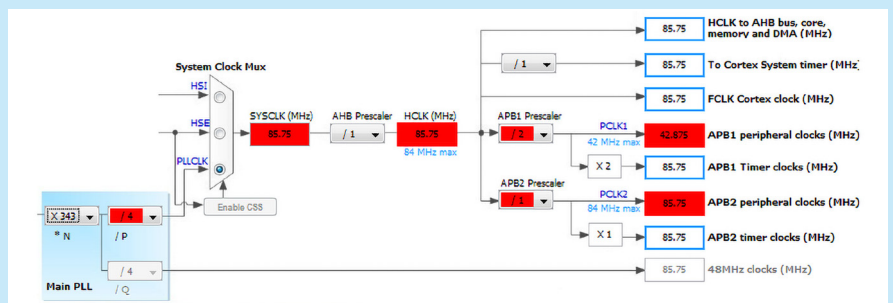 HCLK to AHB bus, core,
85.75 memory and DMA (MHz)
/ 1 85.75 To Cortex System timer (MHz)
System Clock Mux
HSI
85.75 FCLK Cortex clock (MHz)
SYSCLK (MHz) AHB Prescaler HCLK (MHz) APB1 Prescaler
HSE 85.75 / 1 85.75 / 2 PCLK1 42.875 APB1 peripheral clocks (MHz)
84 MHz max 42 MHz max
PLLCLK X 2 85.75 APB1 Timer clocks (MHz)
APB2 Prescaler
/ 1 PCLK2 85.75 APB2 peripheral clocks (MHz)
Enable CSS 84 MHz max
X 343 / 4
* N / P X 1 85.75 APB2 timer clocks (MHz)
/ 4 85.75 48MHz clocks (MHz)
Main PLL / Q